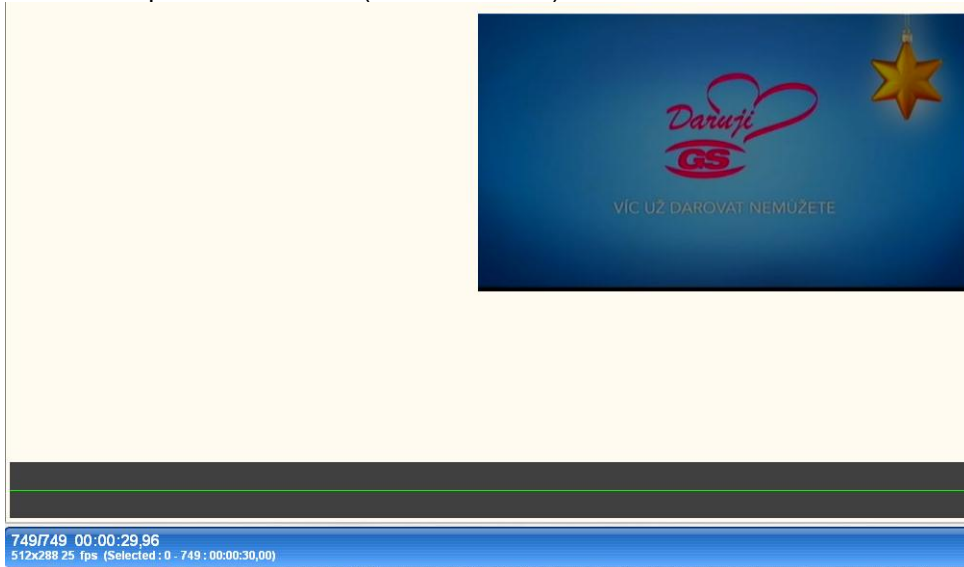 Daruji
GS
VÍC UŽ DAROVAT NEMŮŽETE
749/749 00:00:29,96
512x288 25 fps (Selected : 0 - 749 : 00:00:30,00)